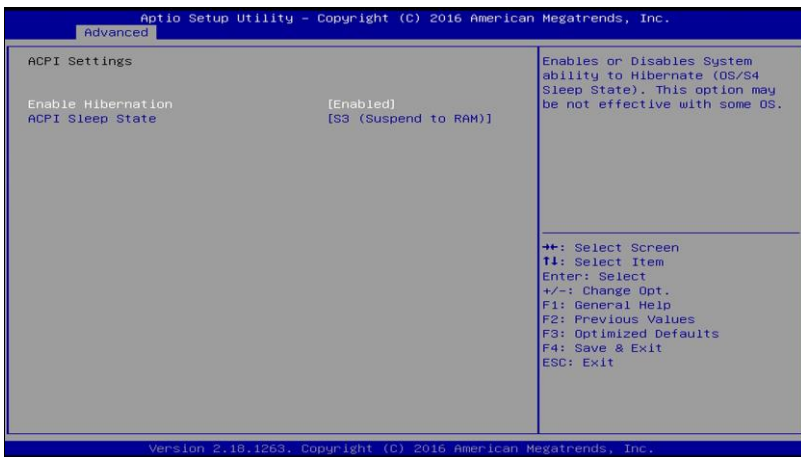 Aptio Setup Utility – Copyright (C) 2016 American Megatrends, Inc.
Advanced
ACPI Settings
Enable Hibernation [Enabled]
ACPI Sleep State [S3 (Suspend to RAM)]
Enables or Disables System
ability to Hibernate (OS/S4
Sleep State). This option may
be not effective with some OS.
→←: Select Screen
↑↓: Select Item
Enter: Select
+/-: Change Opt.
F1: General Help
F2: Previous Values
F3: Optimized Defaults
F4: Save & Exit
ESC: Exit
Version 2.18.1263. Copyright (C) 2016 American Megatrends, Inc.